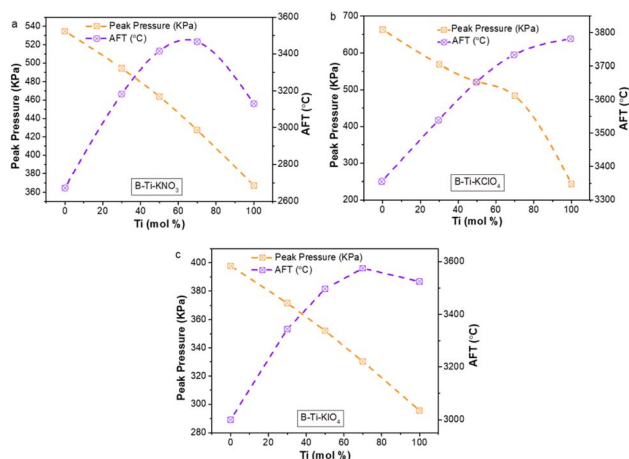 a
Peak Pressure (KPa)
AFT (°C)
540
520
500
480
460
440
420
400
380
360
3600
3400
3200
3000
2800
2600
0
20
40
60
80
100
Peak Pressure (KPa)
AFT (°C)
Ti (mol %)
B-Ti-KNO3
b
Peak Pressure (KPa)
AFT (°C)
700
600
500
400
300
200
3800
3700
3600
3500
3400
3300
0
20
40
60
80
100
Peak Pressure (KPa)
AFT (°C)
Ti (mol %)
B-Ti-KClO4
c
Peak Pressure (KPa)
AFT (°C)
400
380
360
340
320
300
280
3600
3400
3200
3000
0
20
40
60
80
100
Peak Pressure (KPa)
AFT (°C)
Ti (mol %)
B-Ti-KIO4